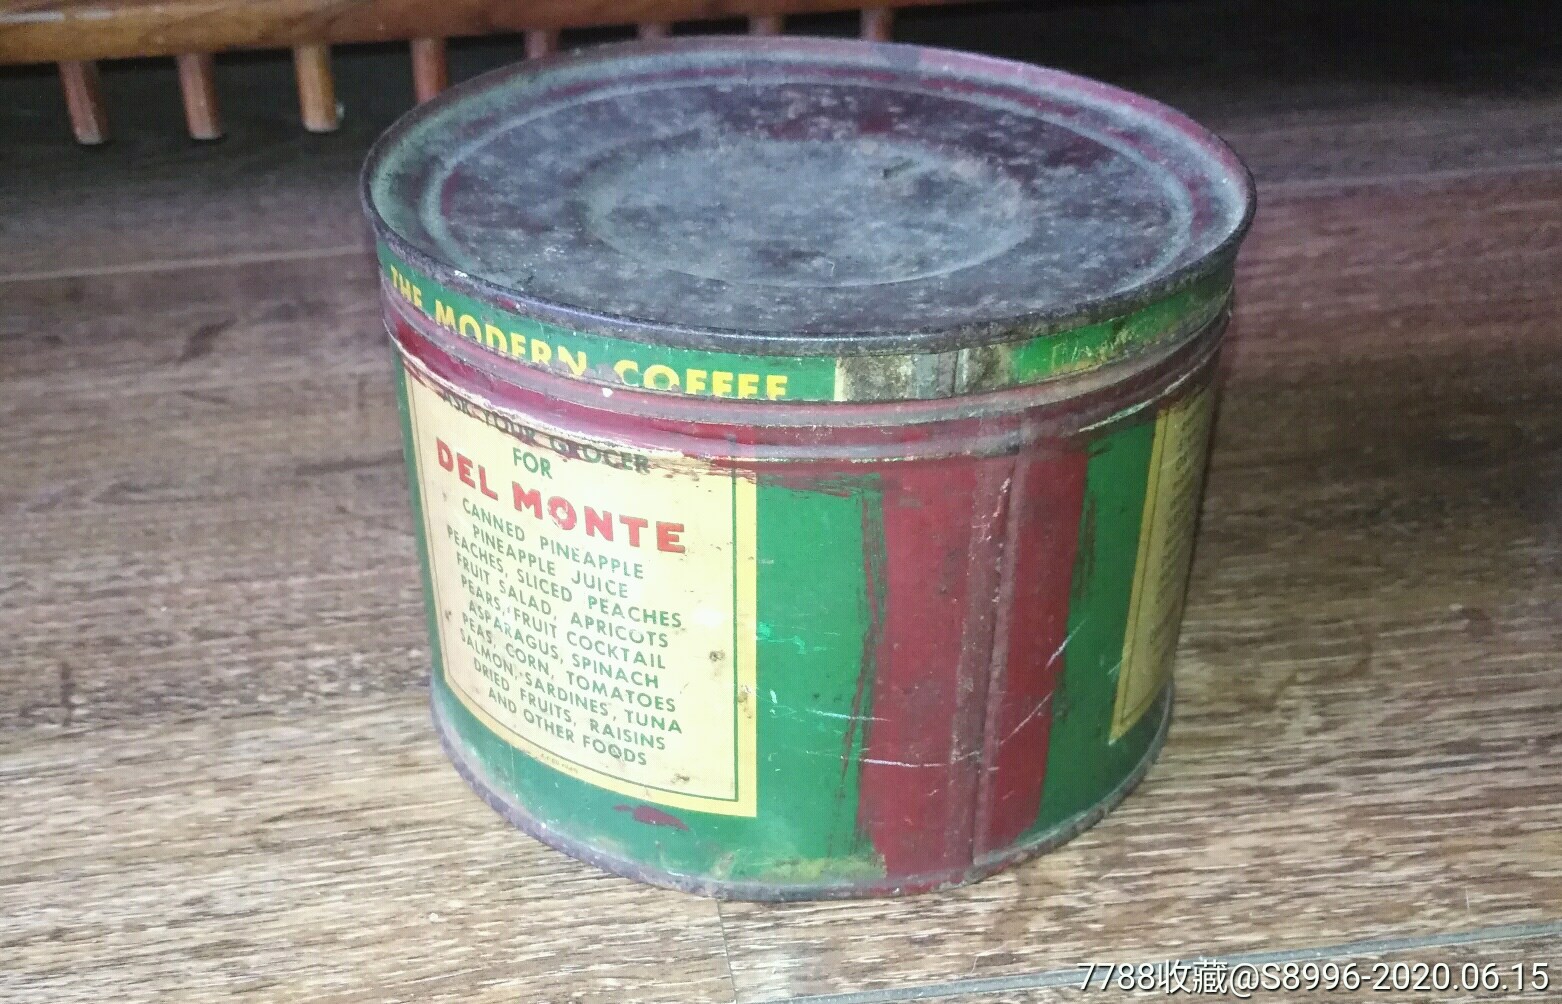 THE MODERN COFFEE
ASK YOUR GROCER
FOR
DEL MONTE
CANNED PINEAPPLE
PINEAPPLE JUICE
PEACHES, SLICED PEACHES
FRUIT SALAD, APRICOTS
PEARS, FRUIT COCKTAIL
ASPARAGUS, SPINACH
PEAS, CORN, TOMATOES
SALMON, SARDINES, TUNA
DRIED FRUITS, RAISINS
AND OTHER FOODS
7788收藏@S8996-2020.06.15